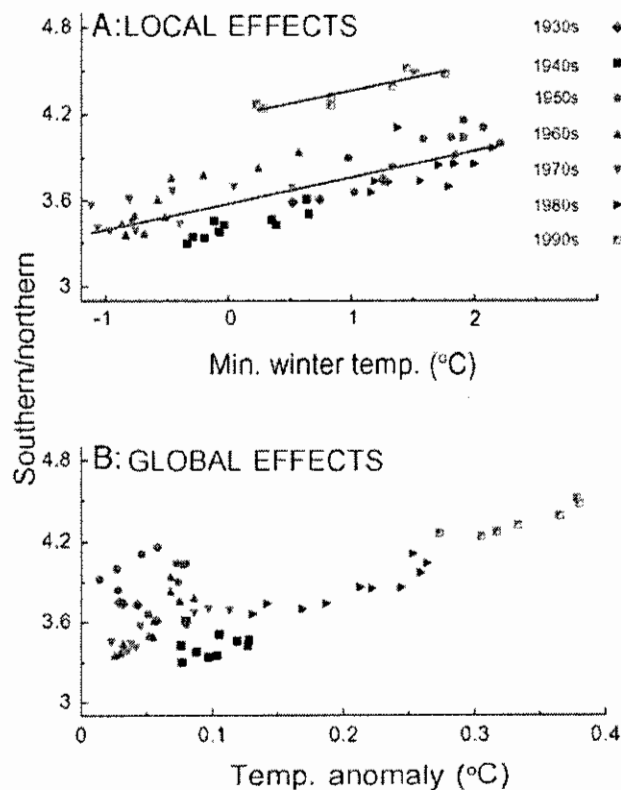 A: LOCAL EFFECTS
4.8
4.2
3.6
3
-1
0
1
2
Min. winter temp. (°C)
1930s
1940s
1950s
1960s
1970s
1980s
1990s
Southern/northern
B: GLOBAL EFFECTS
4.8
4.2
3.6
3
0
0.1
0.2
0.3
0.4
Temp. anomaly (°C)